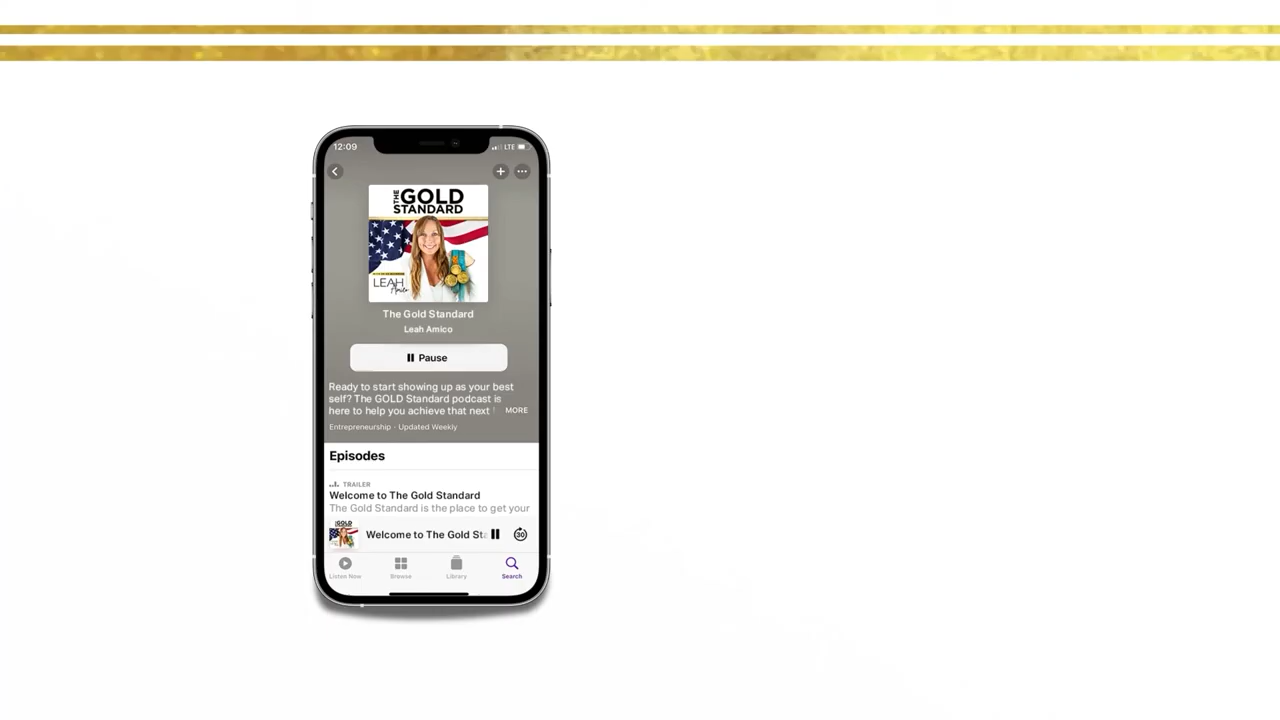 12:09
LTE
THE GOLD
STANDARD
LEAH
Amico
The Gold Standard
Leah Amico
Pause
Ready to start showing up as your best
self? The GOLD Standard podcast is
here to help you achieve that next
MORE
Entrepreneurship · Updated Weekly
Episodes
TRAILER
Welcome to The Gold Standard
The Gold Standard is the place to get your
GOLD
Welcome to The Gold Sta
30
Listen Now
Browse
Library
Search